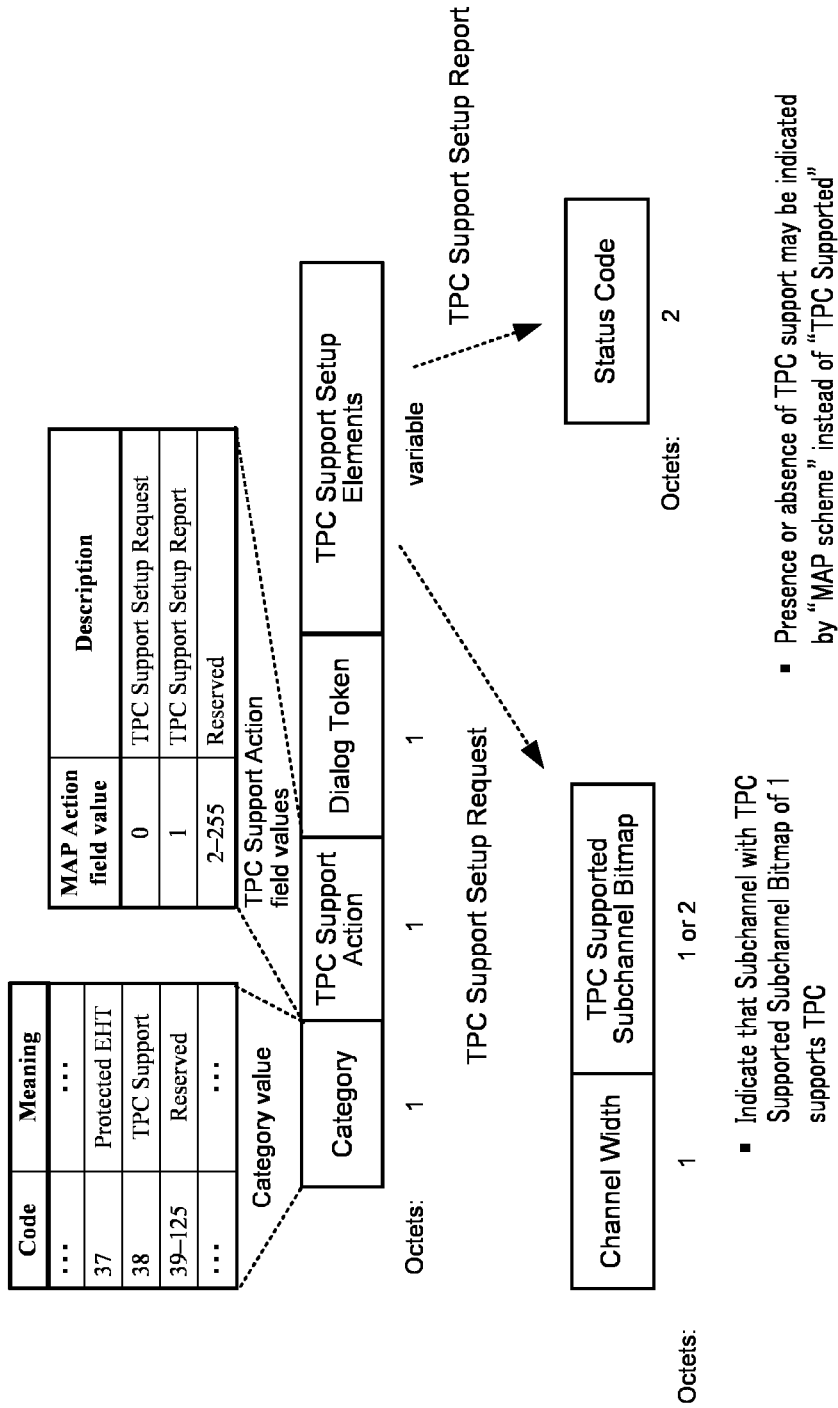 Code Meaning
... ...
37 Protected EHT
38 TPC Support
39–125 Reserved
... ...
Category value
MAP Action
field value
Description
0 TPC Support Setup Request
1 TPC Support Setup Report
2–255 Reserved
TPC Support Action
field values
Category
TPC Support
Action
Dialog Token
TPC Support Setup
Elements
Octets: 1 1 1 variable
TPC Support Setup Request
TPC Support Setup Report
Channel Width
TPC Supported
Subchannel Bitmap
Octets: 1 1 or 2
Status Code
Octets: 2
▪ Indicate that Subchannel with TPC
Supported Subchannel Bitmap of 1
supports TPC
▪ Presence or absence of TPC support may be indicated
by “MAP scheme” instead of “TPC Supported”